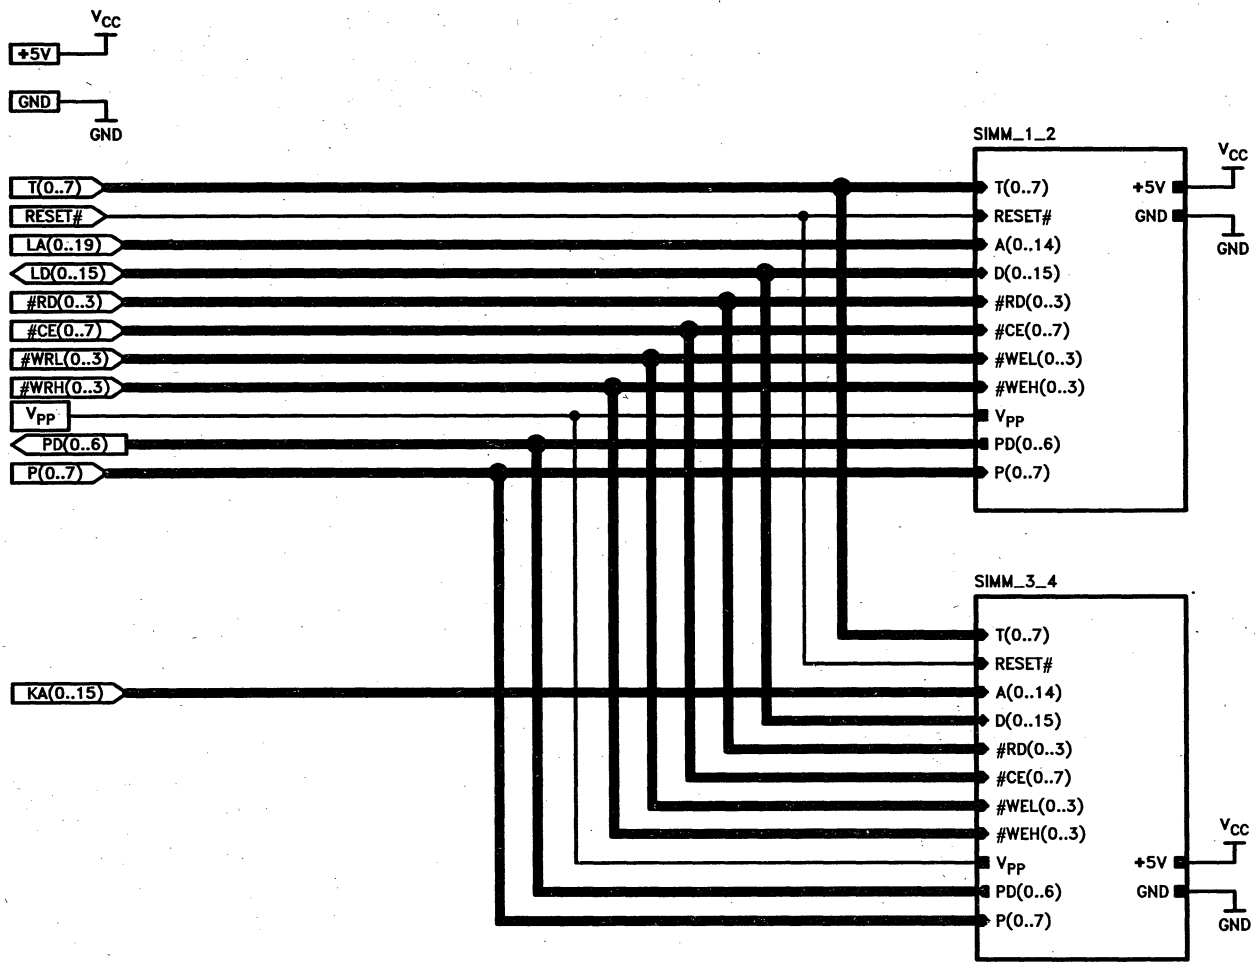 VCC
+5V
GND
GND
SIMM_1_2
VCC
T(0..7) T(0..7) +5V
RESET# RESET# GND
LA(0..19) A(0..14) GND
LD(0..15) D(0..15)
#RD(0..3) #RD(0..3)
#CE(0..7) #CE(0..7)
#WRL(0..3) #WEL(0..3)
#WRH(0..3) #WEH(0..3)
VPP VPP
PD(0..6) PD(0..6)
P(0..7) P(0..7)
SIMM_3_4
T(0..7)
RESET#
KA(0..15) A(0..14)
D(0..15)
#RD(0..3)
#CE(0..7)
#WEL(0..3)
#WEH(0..3) VCC
VPP +5V
PD(0..6) GND
P(0..7) GND